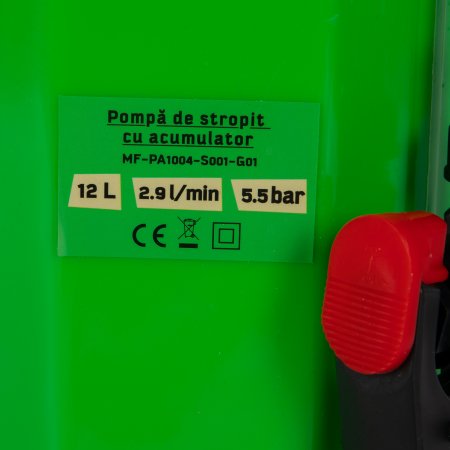 Pompă de stropit
cu acumulator
MF-PA1004-S001-G01
12 L 2.9 l/min 5.5 bar
CE